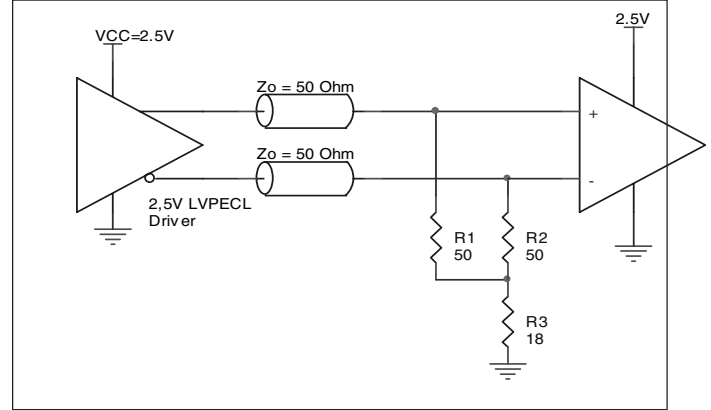 2.5V
VCC=2.5V
Zo = 50 Ohm
+
Zo = 50 Ohm
-
2,5V LVPECL
Driver
R1
50
R2
50
R3
18